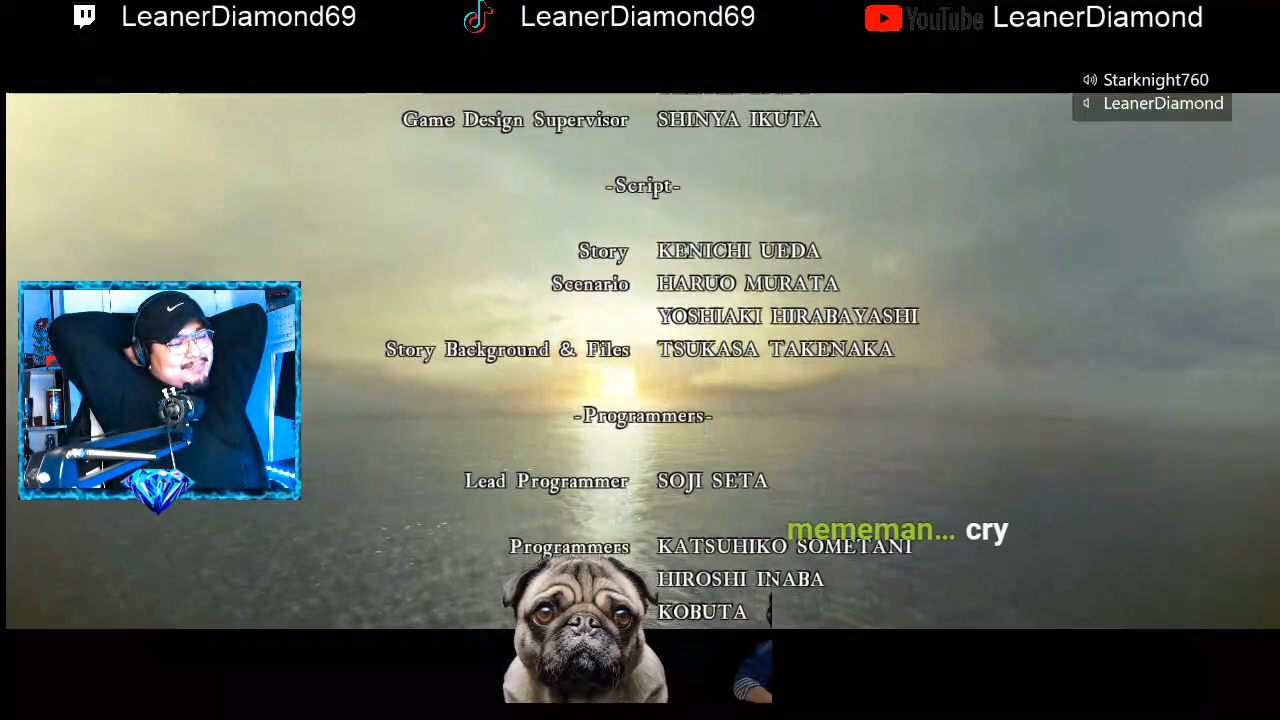 LeanerDiamond69
LeanerDiamond69
YouTube LeanerDiamond
Starknight760
LeanerDiamond
Game Design Supervisor SHINYA IKUTA
-Script-
Story KENICHI UEDA
Scenario HARUO MURATA
YOSHIAKI HIRABAYASHI
Story Background & Files TSUKASA TAKENAKA
-Programmers-
Lead Programmer SOJI SETA
mememan... cry
Programmers KATSUHIKO SOMETANI
HIROSHI INABA
KOBUTA